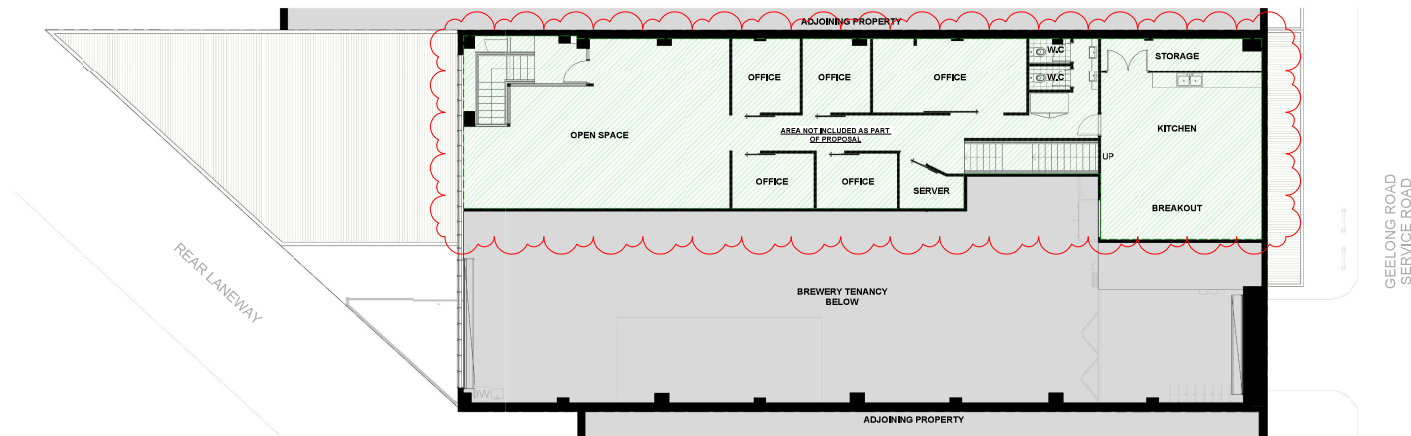 ADJOINING PROPERTY
W.C
STORAGE
OFFICE
OFFICE
OFFICE
W.C
OPEN SPACE
AREA NOT INCLUDED AS PART
OF PROPOSAL
KITCHEN
UP
OFFICE
OFFICE
SERVER
BREAKOUT
GEELONG ROAD
SERVICE ROAD
REAR LANEWAY
BREWERY TENANCY
BELOW
DW
ADJOINING PROPERTY